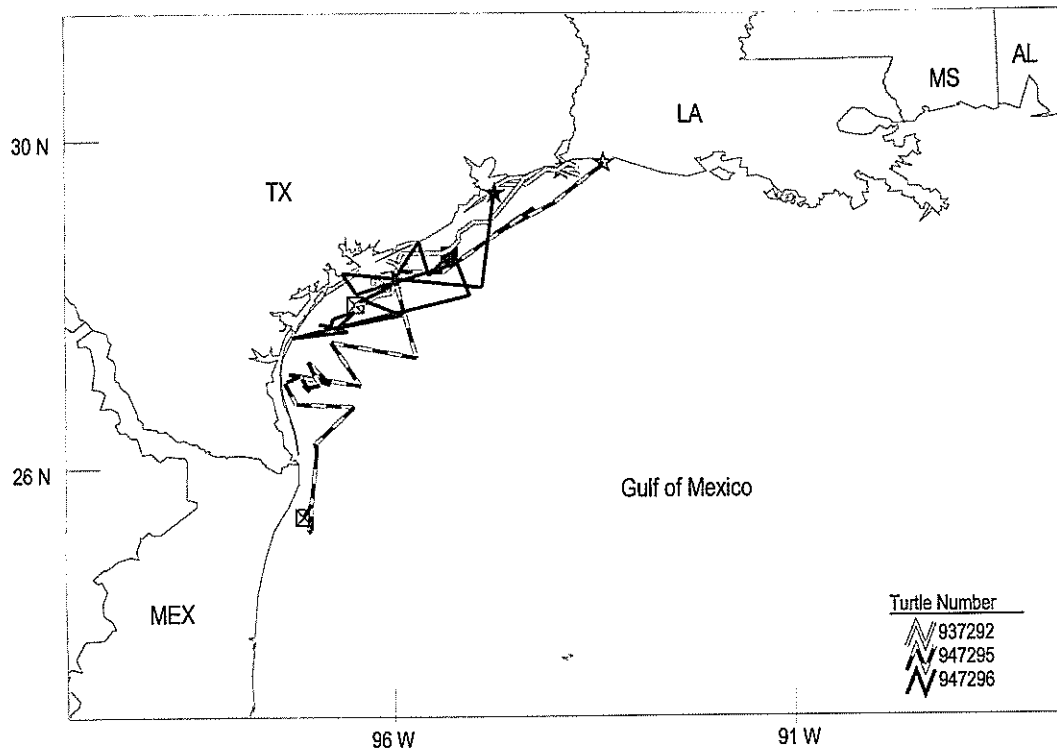 AL
MS
LA
30 N
TX
26 N
Gulf of Mexico
MEX
Turtle Number
937292
947295
947296
96 W
91 W